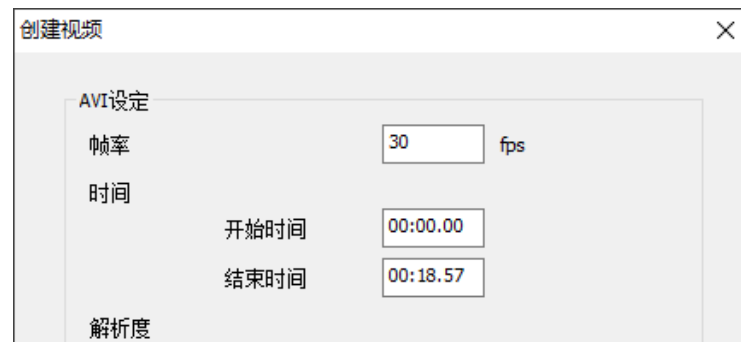 创建视频
AVI设定
帧率 30 fps
时间
开始时间 00:00.00
结束时间 00:18.57
解析度